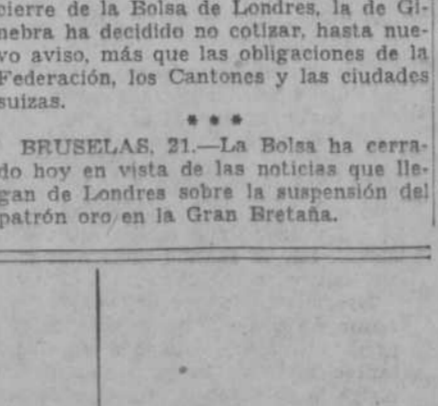 cierre de la Bolsa de Londres, la de Gi-
nebra ha decidido no cotizar, hasta nue-
vo aviso, más que las obligaciones de la
Federación, los Cantones y las ciudades
suizas.
* * *
BRUSELAS, 21.—La Bolsa ha cerra-
do hoy en vista de las noticias que lle-
gan de Londres sobre la suspensión del
patrón oro en la Gran Bretaña.